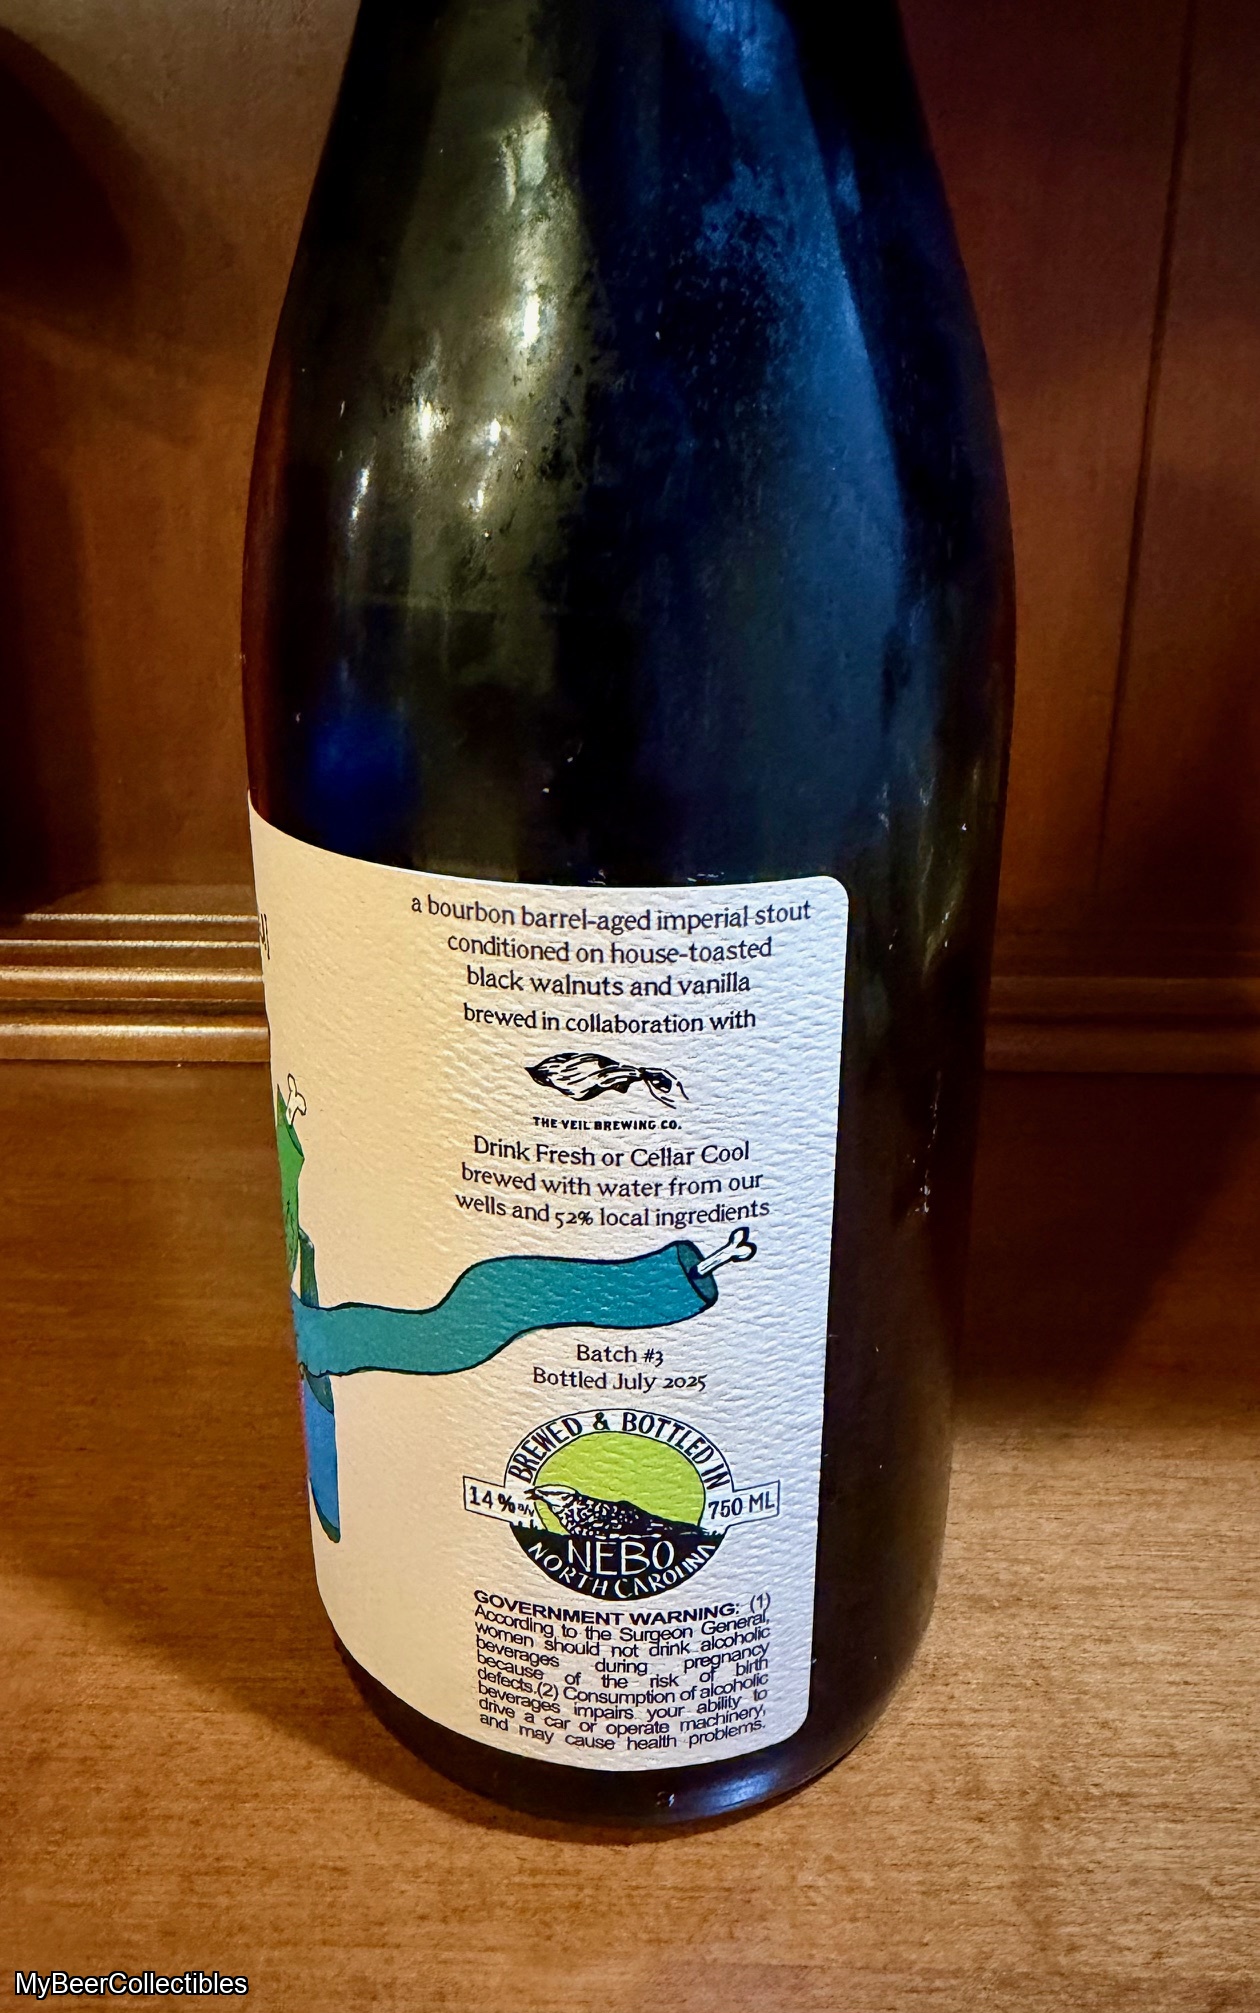 a bourbon barrel-aged imperial stout
conditioned on house-toasted
black walnuts and vanilla
brewed in collaboration with
THE VEIL BREWING CO.
Drink Fresh or Cellar Cool
brewed with water from our
wells and 52% local ingredients
Batch #3
Bottled July 2025
BREWED & BOTTLED IN
14% a/v
750 ML
NEBO
NORTH CAROLINA
GOVERNMENT WARNING: (1)
According to the Surgeon General,
women should not drink alcoholic
beverages during pregnancy
because of the risk of birth
defects.(2) Consumption of alcoholic
beverages impairs your ability to
drive a car or operate machinery,
and may cause health problems.
MyBeerCollectibles